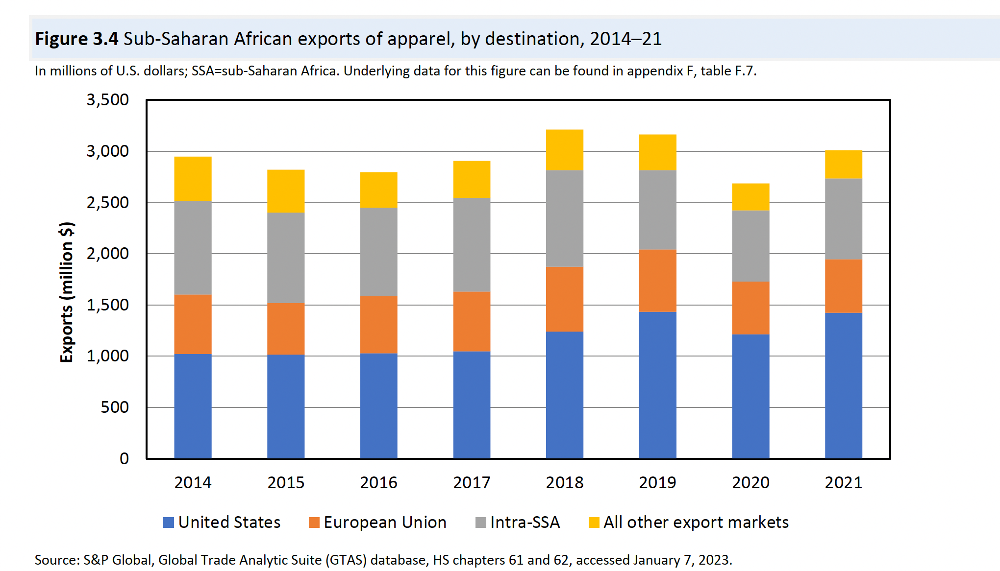 Figure 3.4 Sub-Saharan African exports of apparel, by destination, 2014–21
In millions of U.S. dollars; SSA=sub-Saharan Africa. Underlying data for this figure can be found in appendix F, table F.7.
Exports (million $)
3,500
3,000
2,500
2,000
1,500
1,000
500
0
2014 2015 2016 2017 2018 2019 2020 2021
United States European Union Intra-SSA All other export markets
Source: S&P Global, Global Trade Analytic Suite (GTAS) database, HS chapters 61 and 62, accessed January 7, 2023.